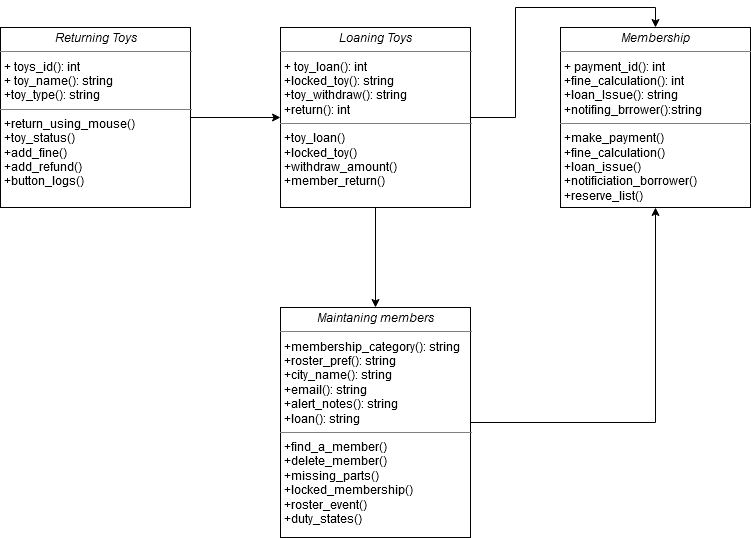 Returning Toys
+ toys_id(): int
+ toy_name(): string
+toy_type(): string
+return_using_mouse()
+toy_status()
+add_fine()
+add_refund()
+button_logs()
Loaning Toys
+ toy_loan(): int
+locked_toy(): string
+toy_withdraw(): string
+return(): int
+toy_loan()
+locked_toy()
+withdraw_amount()
+member_return()
Membership
+ payment_id(): int
+fine_calculation(): int
+loan_Issue(): string
+notifing_brrower():string
+make_payment()
+fine_calculation()
+loan_issue()
+notificiation_borrower()
+reserve_list()
Maintaning members
+membership_category(): string
+roster_pref(): string
+city_name(): string
+email(): string
+alert_notes(): string
+loan(): string
+find_a_member()
+delete_member()
+missing_parts()
+locked_membership()
+roster_event()
+duty_states()